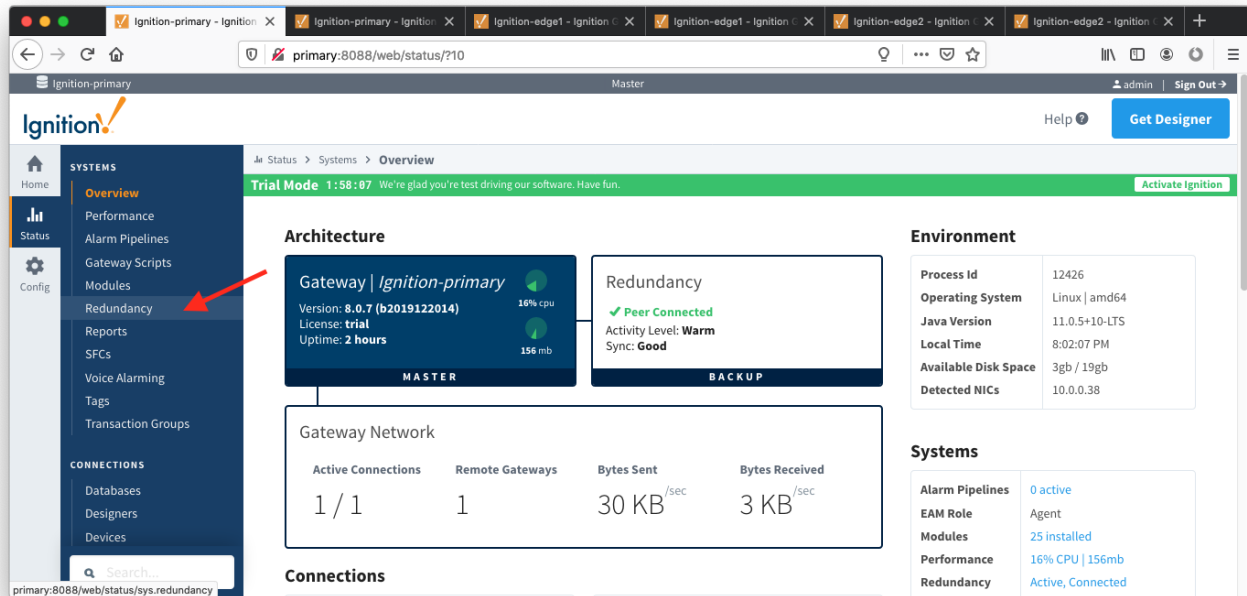 Ignition-primary - Ignition
Ignition-primary - Ignition
Ignition-edge1 - Ignition G
Ignition-edge1 - Ignition G
Ignition-edge2 - Ignition G
Ignition-edge2 - Ignition G
primary:8088/web/status/?10
Ignition-primary
Master
admin | Sign Out
Ignition!
Help
Get Designer
Home
Status
Config
SYSTEMS
Overview
Performance
Alarm Pipelines
Gateway Scripts
Modules
Redundancy
Reports
SFCs
Voice Alarming
Tags
Transaction Groups
CONNECTIONS
Databases
Designers
Devices
Search...
primary:8088/web/status/sys.redundancy
Status > Systems > Overview
Trial Mode 1:58:07 We're glad you're test driving our software. Have fun.
Activate Ignition
Architecture
Gateway | Ignition-primary
Version: 8.0.7 (b2019122014)
License: trial
Uptime: 2 hours
16% cpu
156 mb
MASTER
Redundancy
Peer Connected
Activity Level: Warm
Sync: Good
BACKUP
Gateway Network
Active Connections Remote Gateways Bytes Sent Bytes Received
1 / 1 1 30 KB/sec 3 KB/sec
Connections
Environment
Process Id 12426
Operating System Linux | amd64
Java Version 11.0.5+10-LTS
Local Time 8:02:07 PM
Available Disk Space 3gb / 19gb
Detected NICs 10.0.0.38
Systems
Alarm Pipelines 0 active
EAM Role Agent
Modules 25 installed
Performance 16% CPU | 156mb
Redundancy Active, Connected